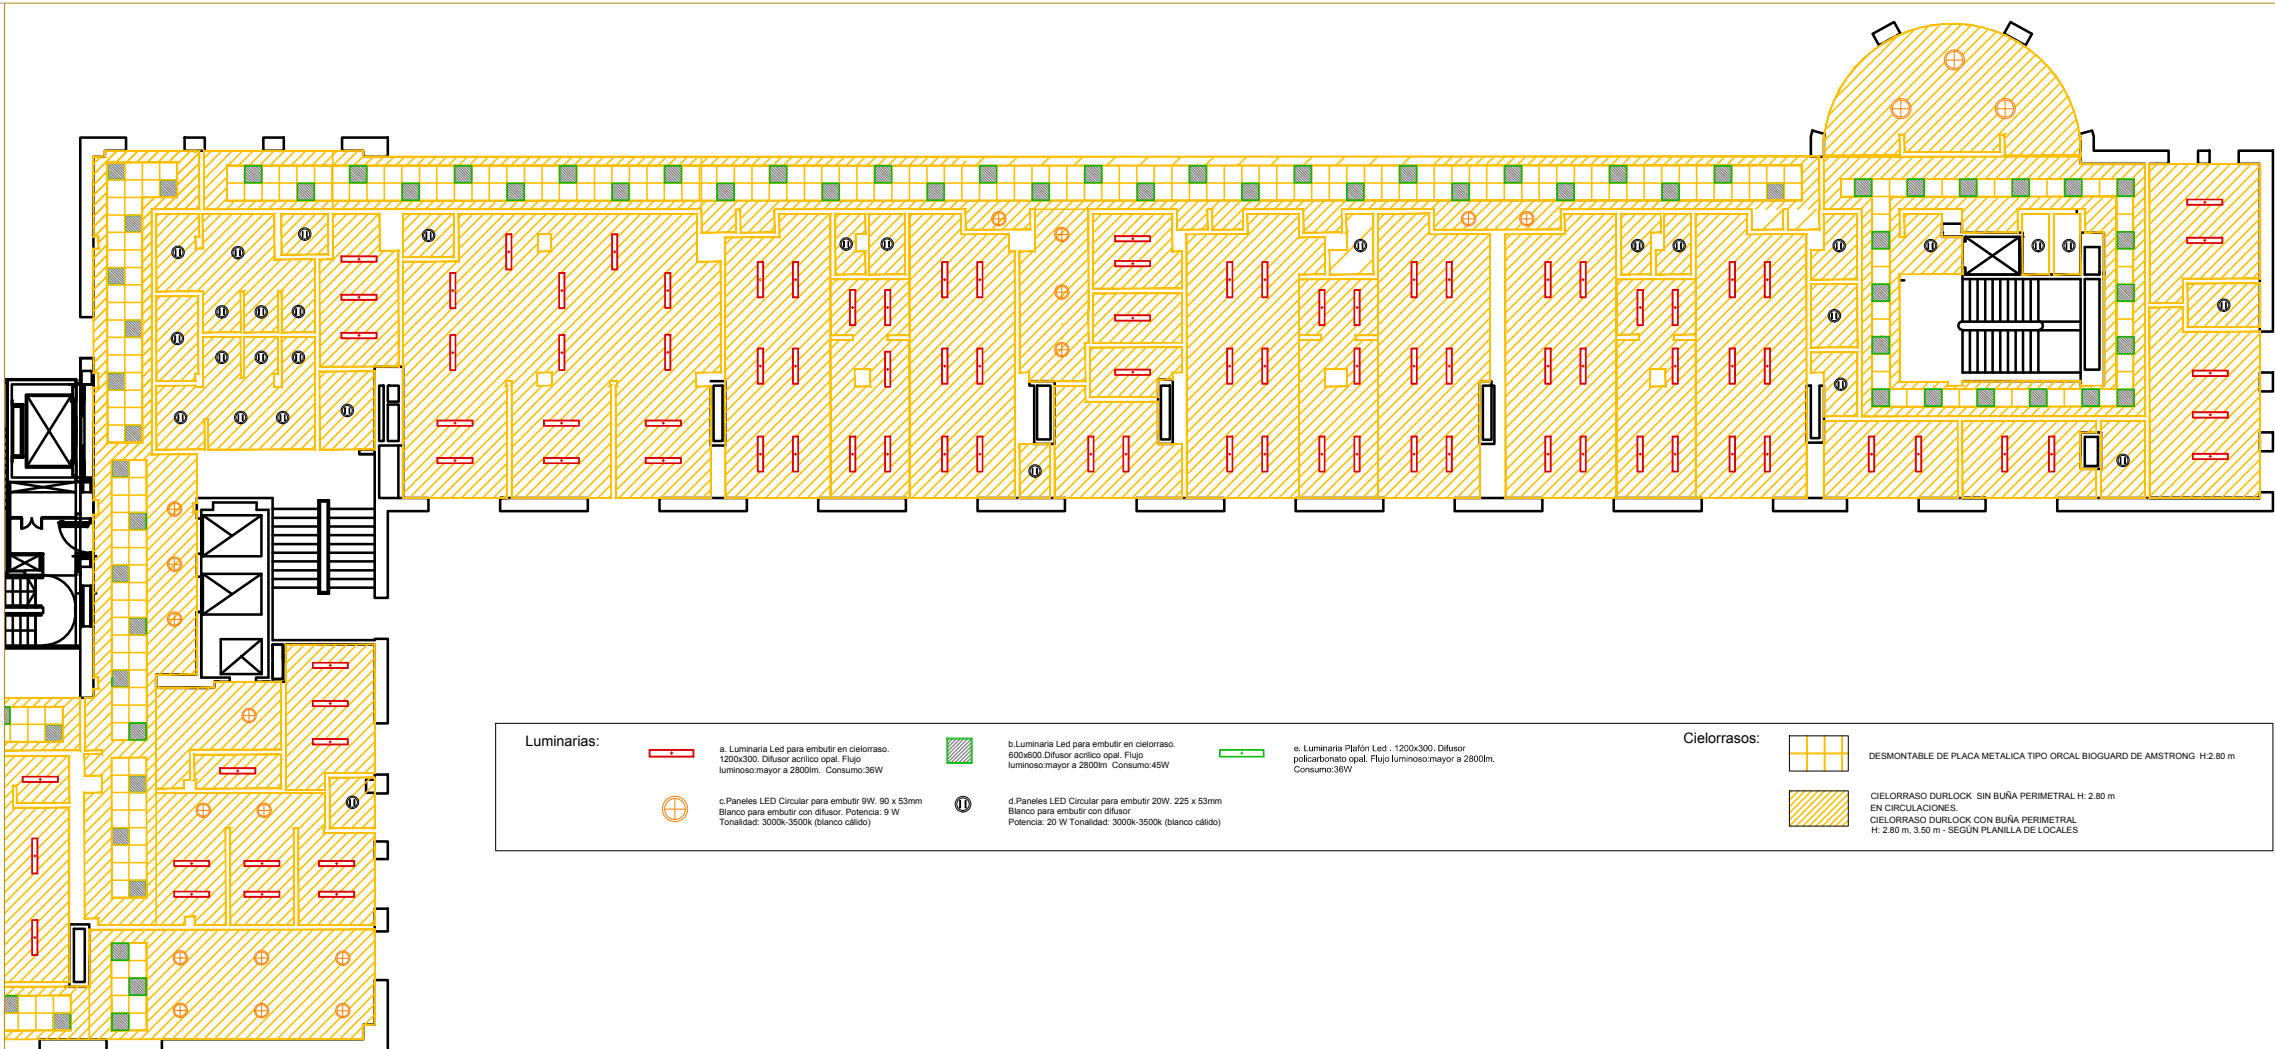 Luminarias:
a. Luminaria Led para embutir en cielorraso.
1200x300. Difusor acrilico opal. Flujo
luminoso:mayor a 2800lm. Consumo:36W
b.Luminaria Led para embutir en cielorraso.
600x600.Difusor acrilico opal. Flujo
luminoso:mayor a 2800lm Consumo:45W
e. Luminaria Plafón Led . 1200x300. Difusor
policarbonato opal. Flujo luminoso:mayor a 2800lm.
Consumo:36W
c.Paneles LED Circular para embutir 9W. 90 x 53mm
Blanco para embutir con difusor. Potencia: 9 W
Tonalidad: 3000k-3500k (blanco cálido)
d.Paneles LED Circular para embutir 20W. 225 x 53mm
Blanco para embutir con difusor
Potencia: 20 W Tonalidad: 3000k-3500k (blanco cálido)
Cielorrasos:
DESMONTABLE DE PLACA METALICA TIPO ORCAL BIOGUARD DE AMSTRONG H:2.80 m
CIELORRASO DURLOCK SIN BUÑA PERIMETRAL H: 2.80 m
EN CIRCULACIONES.
CIELORRASO DURLOCK CON BUÑA PERIMETRAL
H: 2.80 m, 3.50 m - SEGÚN PLANILLA DE LOCALES